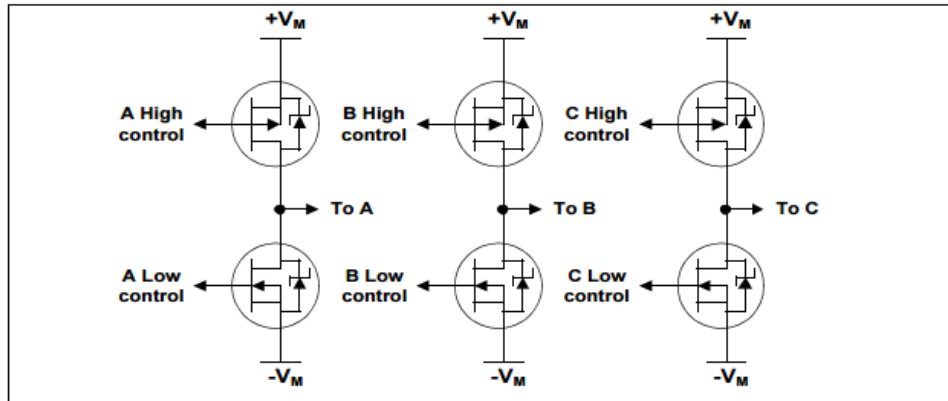 +VM +VM +VM
A High control B High control C High control
To A To B To C
A Low control B Low control C Low control
-VM -VM -VM